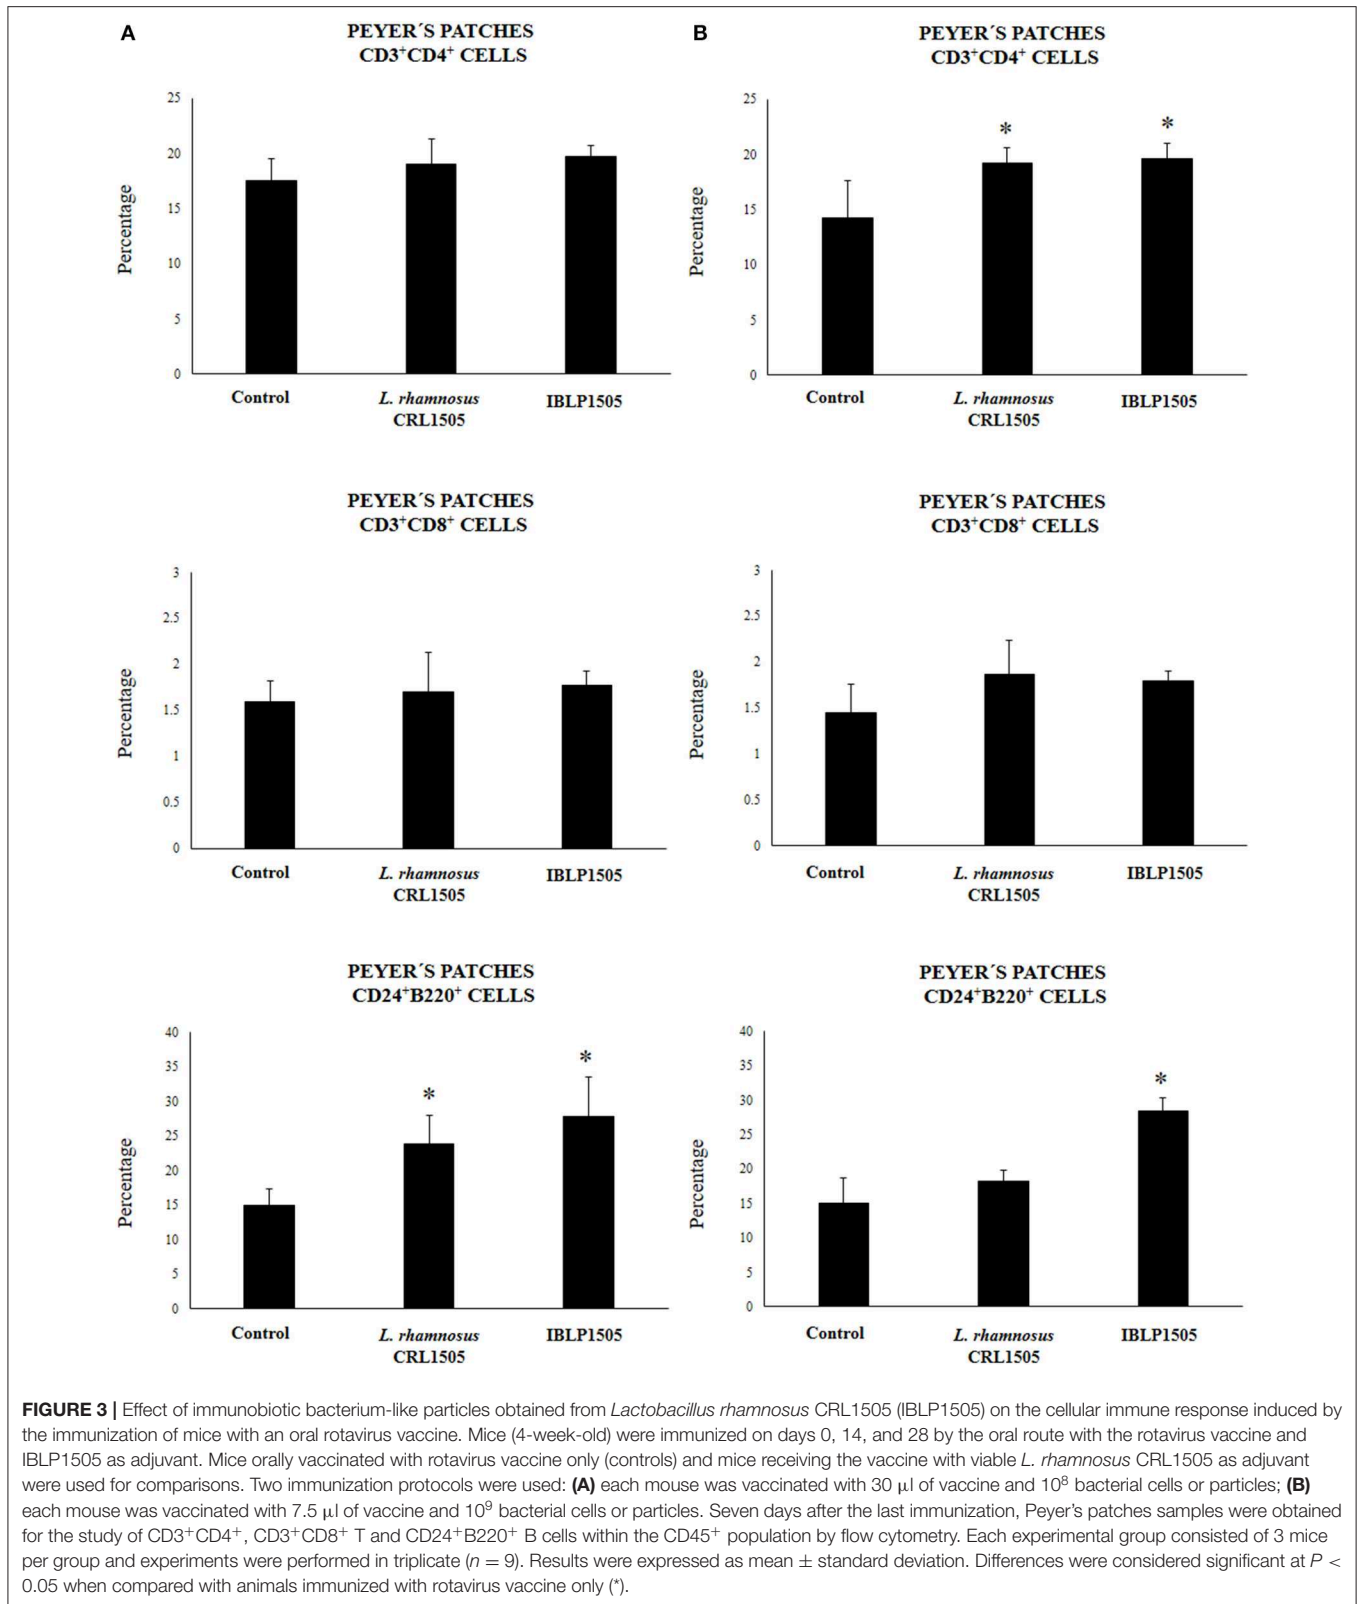 A
PEYER´S PATCHES
CD3⁺CD4⁺ CELLS
25
20
15
10
5
0
Percentage
Control
L. rhamnosus
CRL1505
IBLP1505
B
PEYER´S PATCHES
CD3⁺CD4⁺ CELLS
25
20
15
10
5
0
Percentage
*
*
Control
L. rhamnosus
CRL1505
IBLP1505
PEYER´S PATCHES
CD3⁺CD8⁺ CELLS
3
2.5
2
1.5
1
0.5
0
Percentage
Control
L. rhamnosus
CRL1505
IBLP1505
PEYER´S PATCHES
CD3⁺CD8⁺ CELLS
3
2.5
2
1.5
1
0.5
0
Percentage
Control
L. rhamnosus
CRL1505
IBLP1505
PEYER´S PATCHES
CD24⁺B220⁺ CELLS
40
35
30
25
20
15
10
5
0
Percentage
*
*
Control
L. rhamnosus
CRL1505
IBLP1505
PEYER´S PATCHES
CD24⁺B220⁺ CELLS
40
35
30
25
20
15
10
5
0
Percentage
*
Control
L. rhamnosus
CRL1505
IBLP1505
FIGURE 3 | Effect of immunobiotic bacterium-like particles obtained from Lactobacillus rhamnosus CRL1505 (IBLP1505) on the cellular immune response induced by
the immunization of mice with an oral rotavirus vaccine. Mice (4-week-old) were immunized on days 0, 14, and 28 by the oral route with the rotavirus vaccine and
IBLP1505 as adjuvant. Mice orally vaccinated with rotavirus vaccine only (controls) and mice receiving the vaccine with viable L. rhamnosus CRL1505 as adjuvant
were used for comparisons. Two immunization protocols were used: (A) each mouse was vaccinated with 30 μl of vaccine and 10⁸ bacterial cells or particles; (B)
each mouse was vaccinated with 7.5 μl of vaccine and 10⁹ bacterial cells or particles. Seven days after the last immunization, Peyer's patches samples were obtained
for the study of CD3⁺CD4⁺, CD3⁺CD8⁺ T and CD24⁺B220⁺ B cells within the CD45⁺ population by flow cytometry. Each experimental group consisted of 3 mice
per group and experiments were performed in triplicate (n = 9). Results were expressed as mean ± standard deviation. Differences were considered significant at P <
0.05 when compared with animals immunized with rotavirus vaccine only (*).